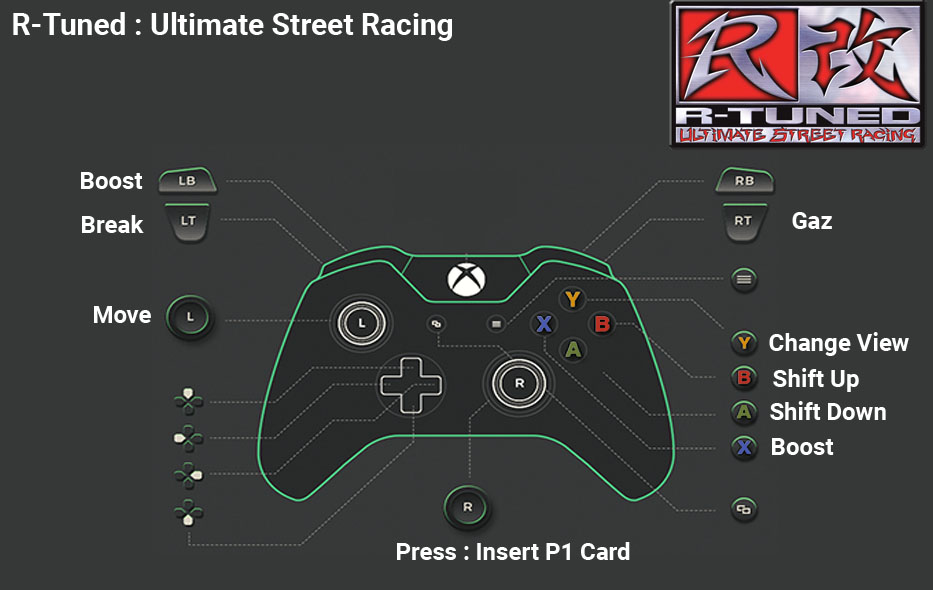 R-Tuned : Ultimate Street Racing
R改
R-TUNED
ULTIMATE STREET RACING
Boost LB
RB
Break LT
RT Gaz
Move L
L
Y
X B
A
R
Y Change View
B Shift Up
A Shift Down
X Boost
R
Press : Insert P1 Card